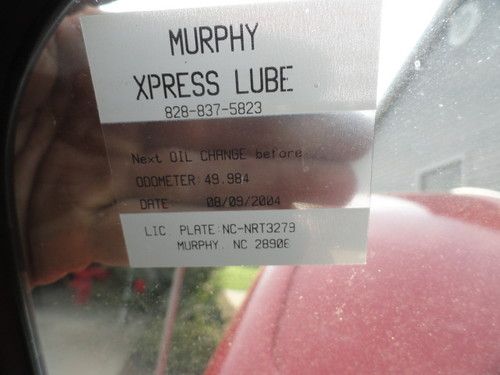 MURPHY
XPRESS LUBE
828-837-5823
Next OIL CHANGE before
ODOMETER: 49,984
DATE 08/09/2004
LIC. PLATE:NC-NRT3279
MURPHY, NC 28906